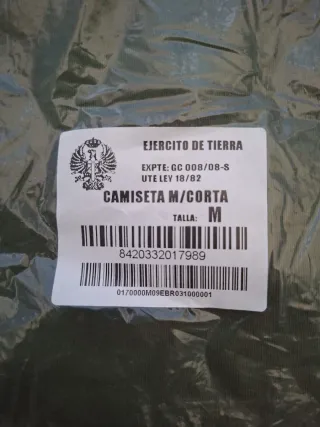 EJERCITO DE TIERRA
EXPTE: GC 008/08-S
UTE LEY 18/82
CAMISETA M/CORTA
TALLA: M
8420332017989
0170000M09EBR031000001